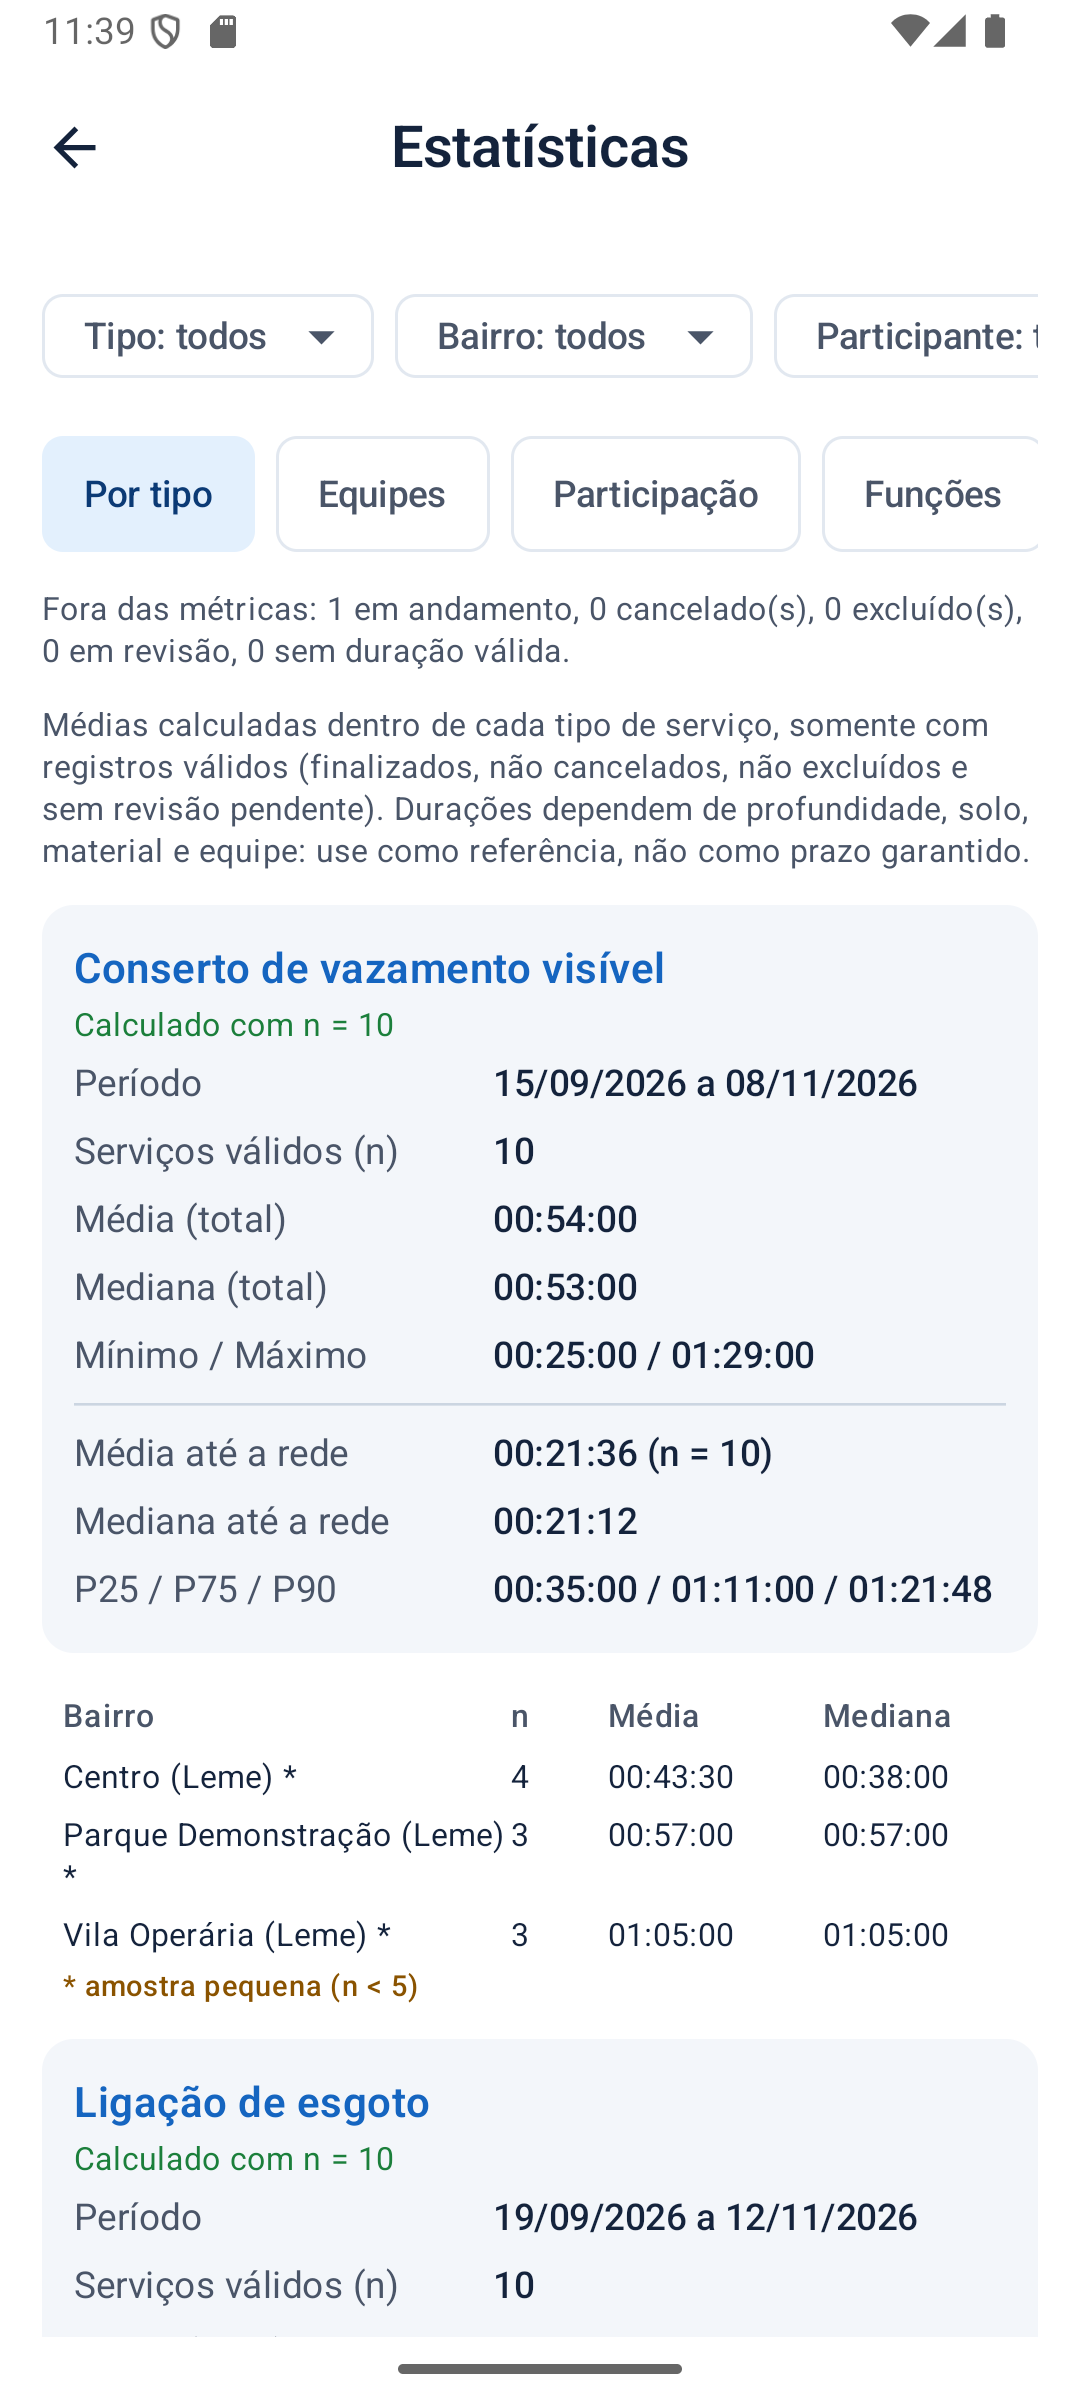 11:39
Estatísticas
Tipo: todos
Bairro: todos
Participante: t
Por tipo
Equipes
Participação
Funções
Fora das métricas: 1 em andamento, 0 cancelado(s), 0 excluído(s),
0 em revisão, 0 sem duração válida.
Médias calculadas dentro de cada tipo de serviço, somente com
registros válidos (finalizados, não cancelados, não excluídos e
sem revisão pendente). Durações dependem de profundidade, solo,
material e equipe: use como referência, não como prazo garantido.
Conserto de vazamento visível
Calculado com n = 10
Período 15/09/2026 a 08/11/2026
Serviços válidos (n) 10
Média (total) 00:54:00
Mediana (total) 00:53:00
Mínimo / Máximo 00:25:00 / 01:29:00
Média até a rede 00:21:36 (n = 10)
Mediana até a rede 00:21:12
P25 / P75 / P90 00:35:00 / 01:11:00 / 01:21:48
Bairro n Média Mediana
Centro (Leme) * 4 00:43:30 00:38:00
Parque Demonstração (Leme) 3 00:57:00 00:57:00
*
Vila Operária (Leme) * 3 01:05:00 01:05:00
* amostra pequena (n < 5)
Ligação de esgoto
Calculado com n = 10
Período 19/09/2026 a 12/11/2026
Serviços válidos (n) 10